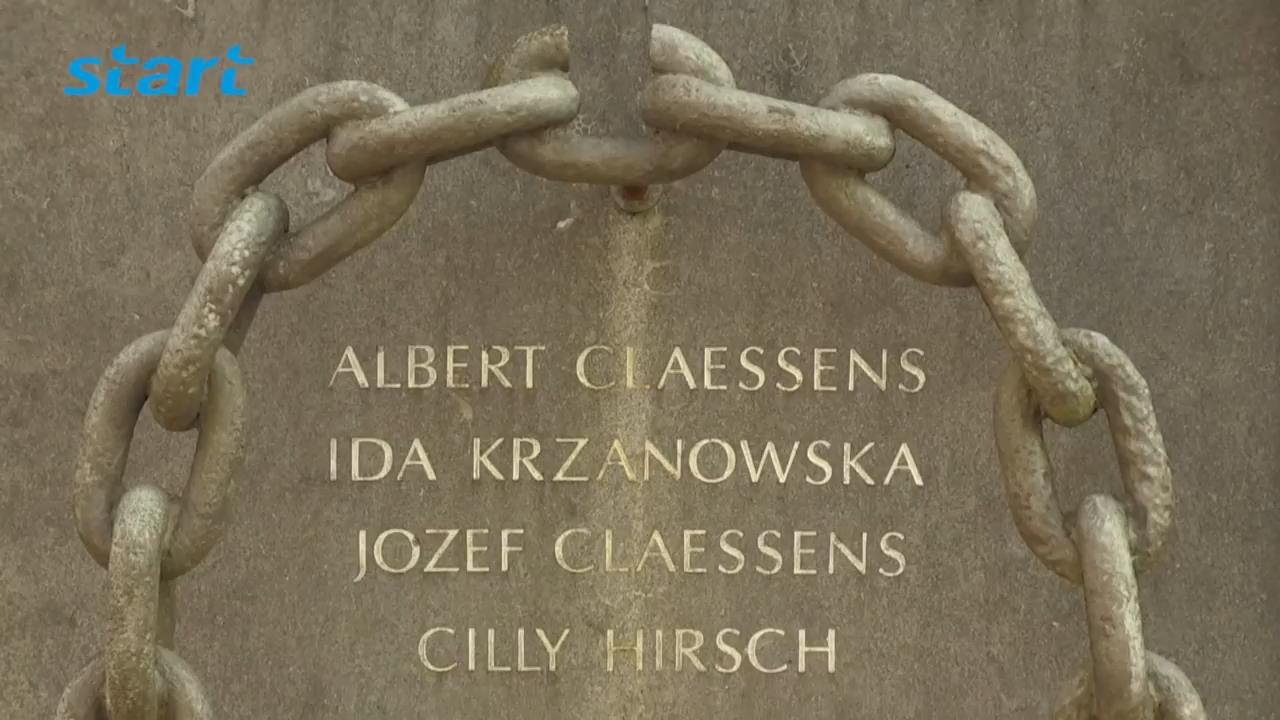 start
ALBERT CLAESSENS
IDA KRZANOWSKA
JOZEF CLAESSENS
CILLY HIRSCH